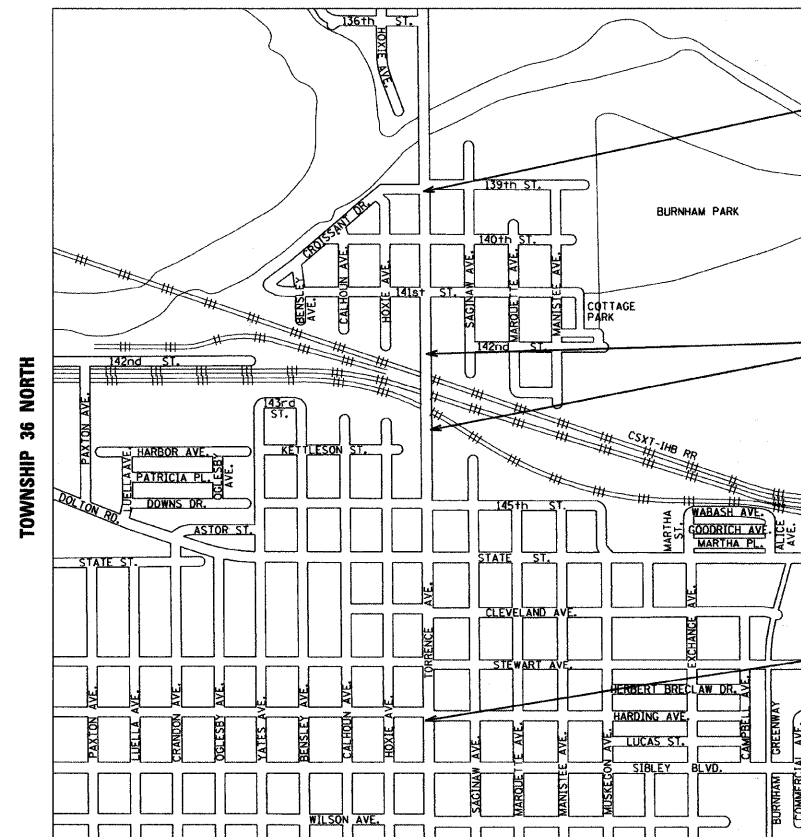 136th ST.
HOXIE AVE.
139th ST.
BURNHAM PARK
CROISSANT DR.
140th ST.
BENSLEY AVE.
CALHOUN AVE.
HOXIE AVE.
141st ST.
SAGINAW AVE.
MARQUETTE AVE.
MANISTEE AVE.
COTTAGE
PARK
142nd ST.
142nd ST.
TOWNSHIP 36 NORTH
PAXTON AVE.
143rd
ST.
CSXT-IHB RR
KETTLESON ST.
HARBOR AVE.
LUELLA AVE.
PATRICIA PL.
OGLESBY AVE.
DOWNS DR.
DOLTON RD.
ASTOR ST.
145th ST.
WABASH AVE.
GOODRICH AVE.
MARTHA PL.
MARTHA ST.
ALICE AVE.
STATE ST.
STATE ST.
TORRENCE AVE.
CLEVELAND AVE.
EXCHANGE AVE.
STEWART AVE.
HERBERT BRECLAW DR.
HARDING AVE.
LUCAS ST.
SIBLEY BLVD.
PAXTON AVE.
LUELLA AVE.
CRANDON AVE.
OGLESBY AVE.
YATES AVE.
BENSLEY AVE.
CALHOUN AVE.
HOXIE AVE.
SAGINAW AVE.
MARQUETTE AVE.
MANISTEE AVE.
MUSKEGON AVE.
CAMPBELL AVE.
BURNHAM GREENWAY
COMMERCIAL AVE.
WILSON AVE.